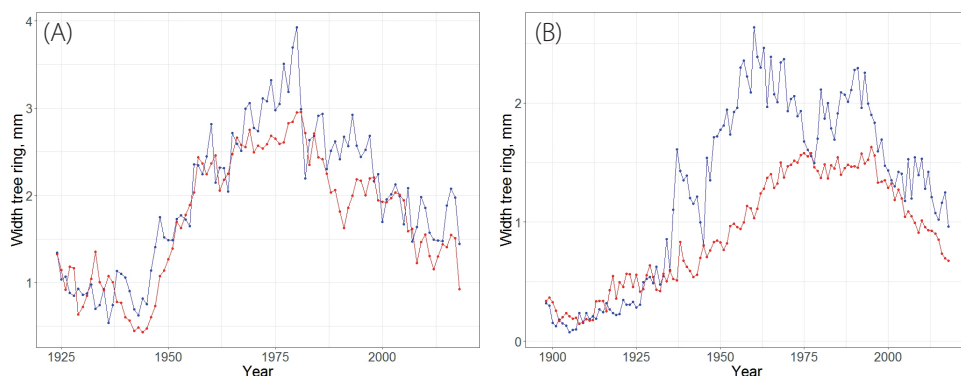 (A)
Width tree ring, mm
4
3
2
1
1925 1950 1975 2000
Year
(B)
Width tree ring, mm
2
1
0
1900 1925 1950 1975 2000
Year